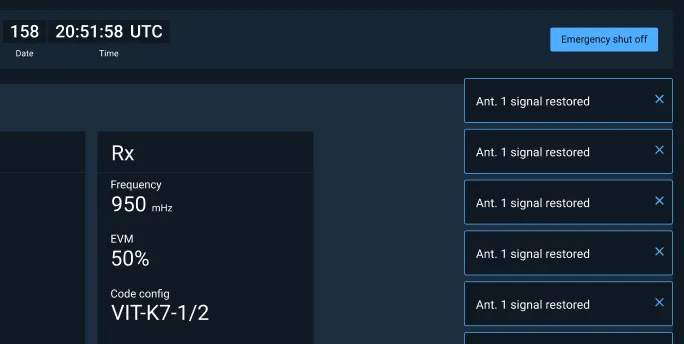 158 20:51:58 UTC
Date Time
Emergency shut off
Rx
Frequency
950 mHz
EVM
50%
Code config
VIT-K7-1/2
Ant. 1 signal restored
Ant. 1 signal restored
Ant. 1 signal restored
Ant. 1 signal restored
Ant. 1 signal restored